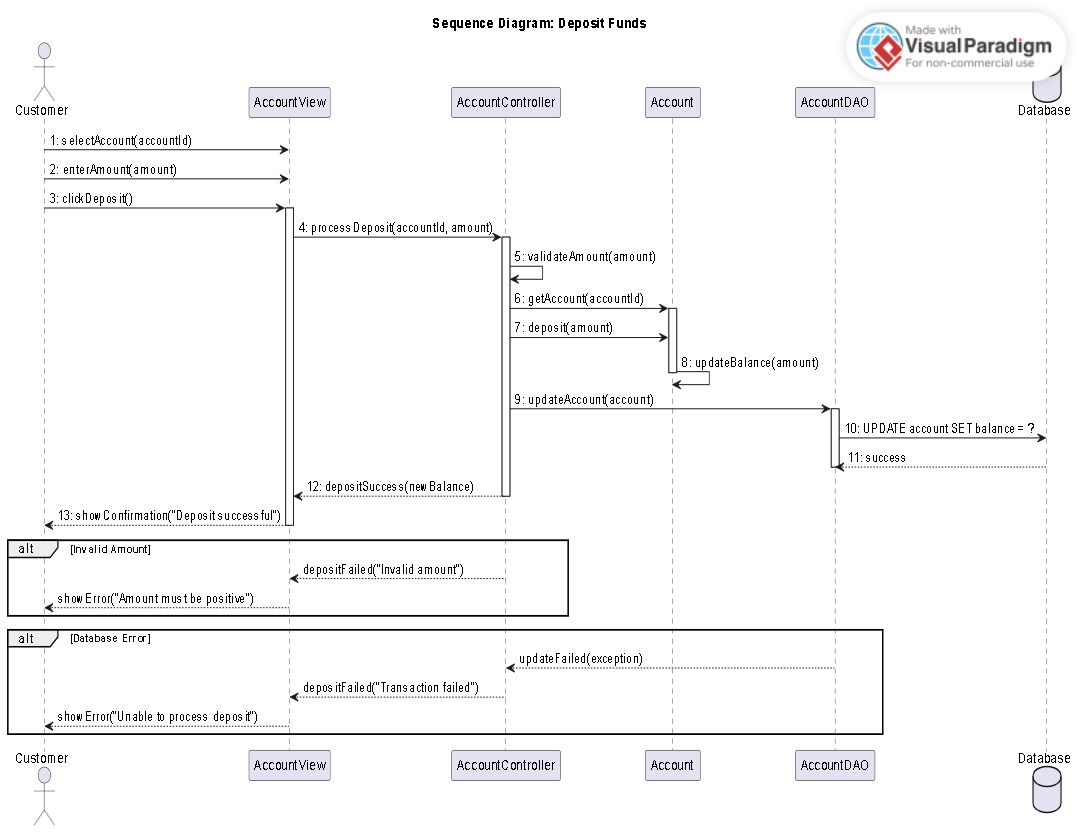 Sequence Diagram: Deposit Funds
Made with
Visual Paradigm
For non-commercial use
Customer
AccountView
AccountController
Account
AccountDAO
Database
1: selectAccount(accountId)
2: enterAmount(amount)
3: clickDeposit()
4: processDeposit(accountId, amount)
5: validateAmount(amount)
6: getAccount(accountId)
7: deposit(amount)
8: updateBalance(amount)
9: updateAccount(account)
10: UPDATE account SET balance = ?
11: success
12: depositSuccess(newBalance)
13: showConfirmation("Deposit successful")
alt [Invalid Amount]
depositFailed("Invalid amount")
showError("Amount must be positive")
alt [Database Error]
updateFailed(exception)
depositFailed("Transaction failed")
showError("Unable to process deposit")
Customer
AccountView
AccountController
Account
AccountDAO
Database